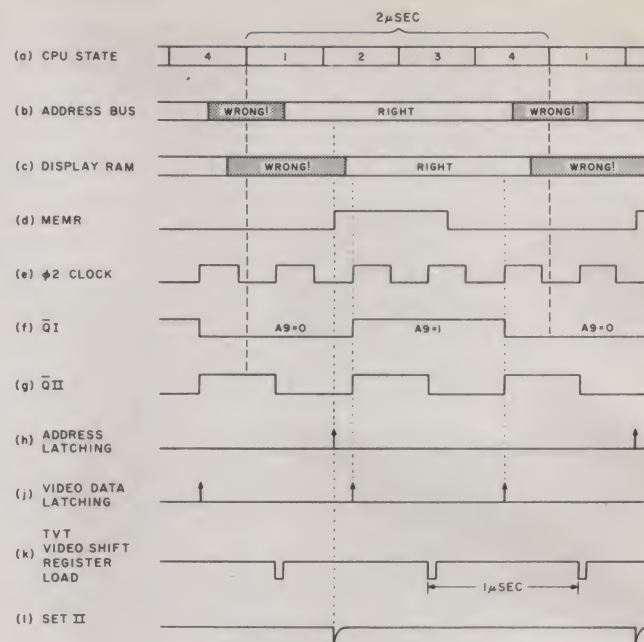 2μSEC
(a) CPU STATE 4 1 2 3 4 1
(b) ADDRESS BUS WRONG! RIGHT WRONG!
(c) DISPLAY RAM WRONG! RIGHT WRONG!
(d) MEMR
(e) ϕ2 CLOCK
(f) Q̅I A9=0 A9=1 A9=0
(g) Q̅II
(h) ADDRESS LATCHING
(j) VIDEO DATA LATCHING
(k) TVT VIDEO SHIFT REGISTER LOAD 1μSEC
(l) SET II